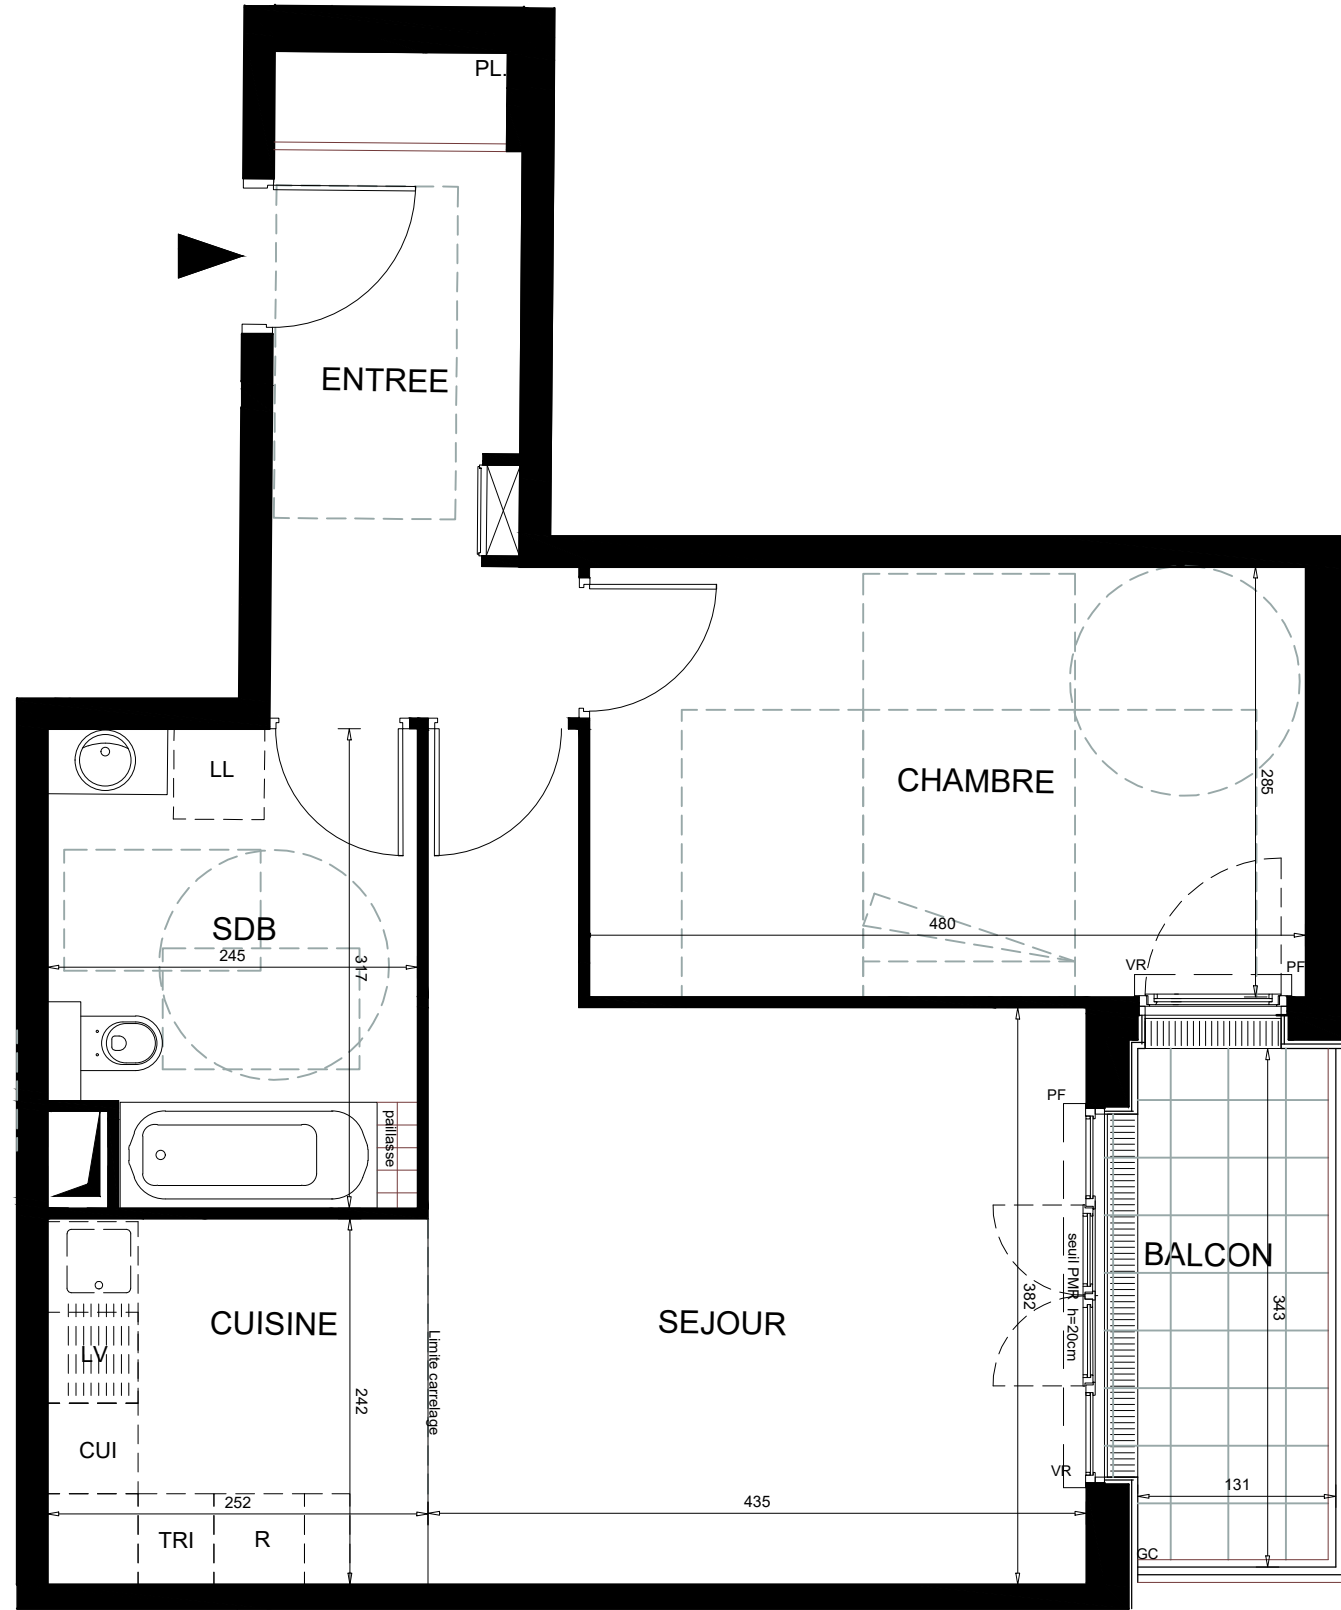 PL.
ENTREE
LL
CHAMBRE
285
SDB
245
317
480
VR
PF
paillasse
PF
seuil PMR h=20cm
BALCON
343
382
CUISINE
SEJOUR
LV
Limite carrelage
242
CUI
VR
131
252
435
TRI
R
GC